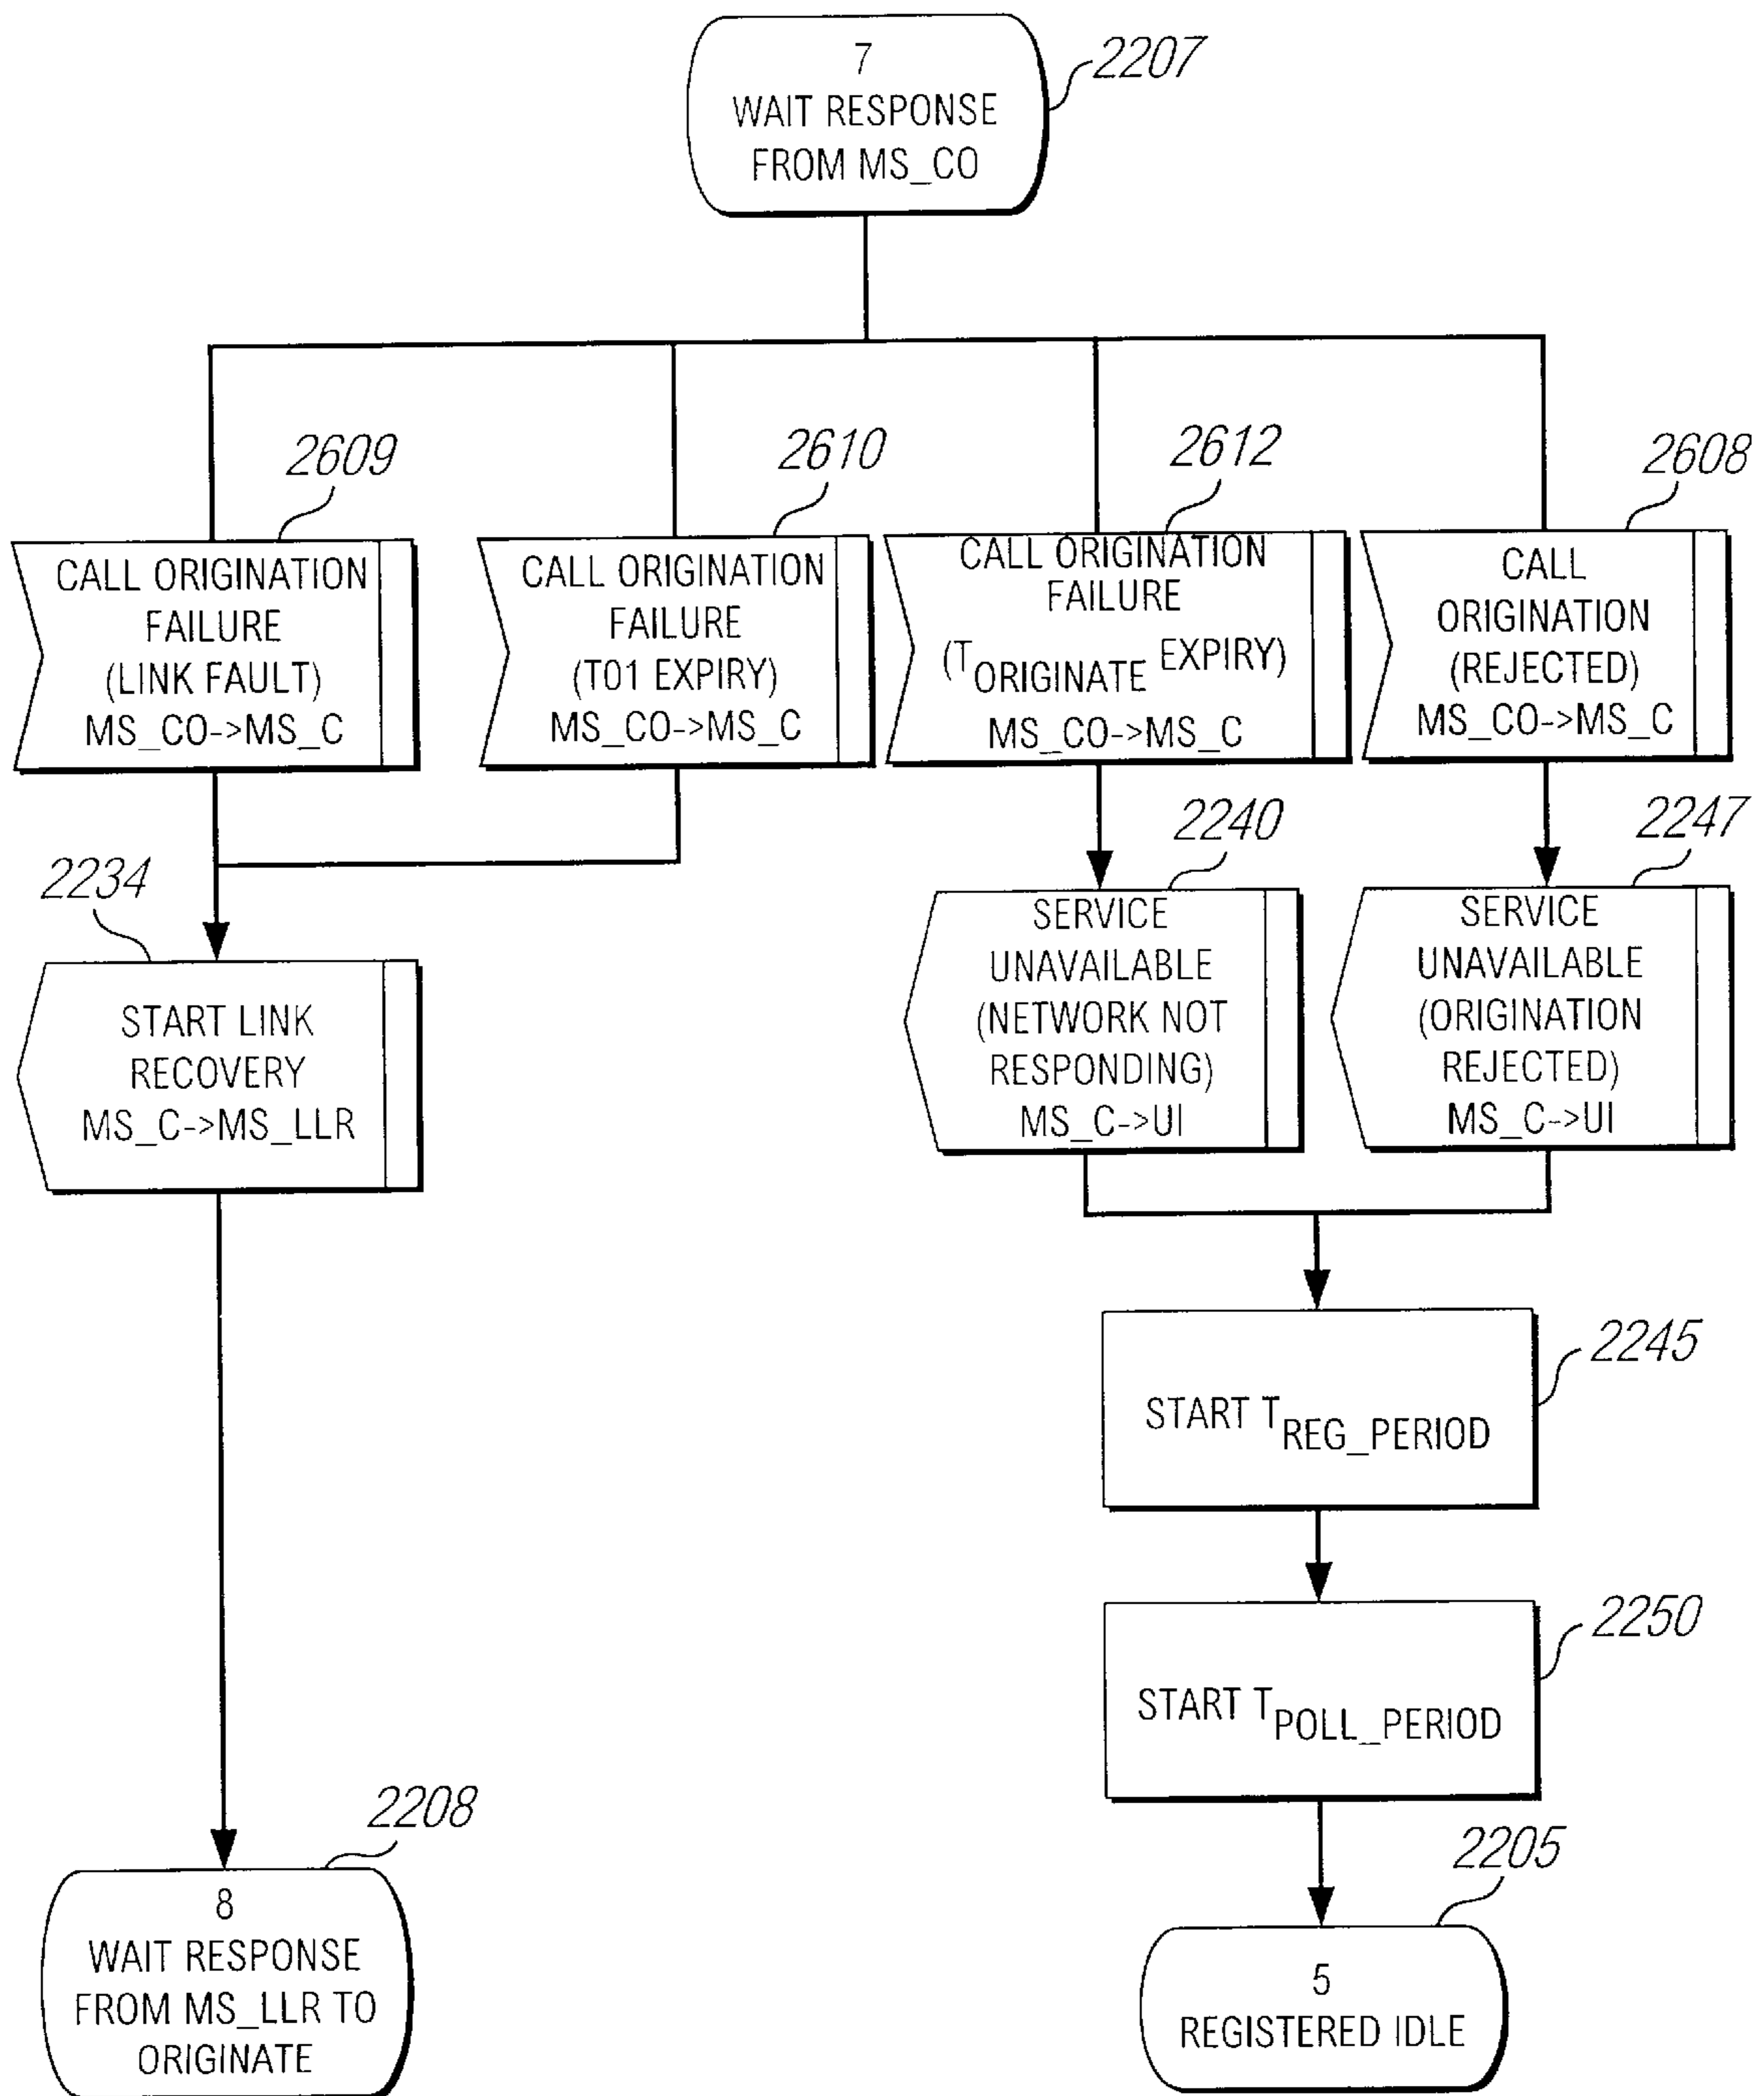 7
WAIT RESPONSE
FROM MS_CO
2207
2609
2610
2612
2608
CALL ORIGINATION
FAILURE
(LINK FAULT)
MS_CO->MS_C
CALL ORIGINATION
FAILURE
(T01 EXPIRY)
MS_CO->MS_C
CALL ORIGINATION
FAILURE
(TORIGINATE EXPIRY)
MS_CO->MS_C
CALL
ORIGINATION
(REJECTED)
MS_CO->MS_C
2234
2240
2247
START LINK
RECOVERY
MS_C->MS_LLR
SERVICE
UNAVAILABLE
(NETWORK NOT
RESPONDING)
MS_C->UI
SERVICE
UNAVAILABLE
(ORIGINATION
REJECTED)
MS_C->UI
2245
START TREG_PERIOD
2250
START TPOLL_PERIOD
2208
8
WAIT RESPONSE
FROM MS_LLR TO
ORIGINATE
2205
5
REGISTERED IDLE